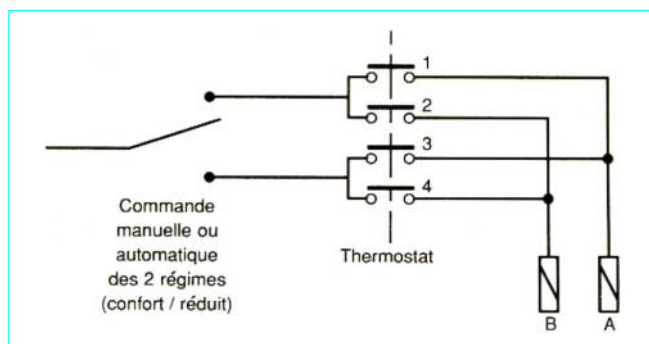 1
2
3
4
Commande
manuelle ou
automatique
des 2 régimes
(confort / réduit)
Thermostat
B
A